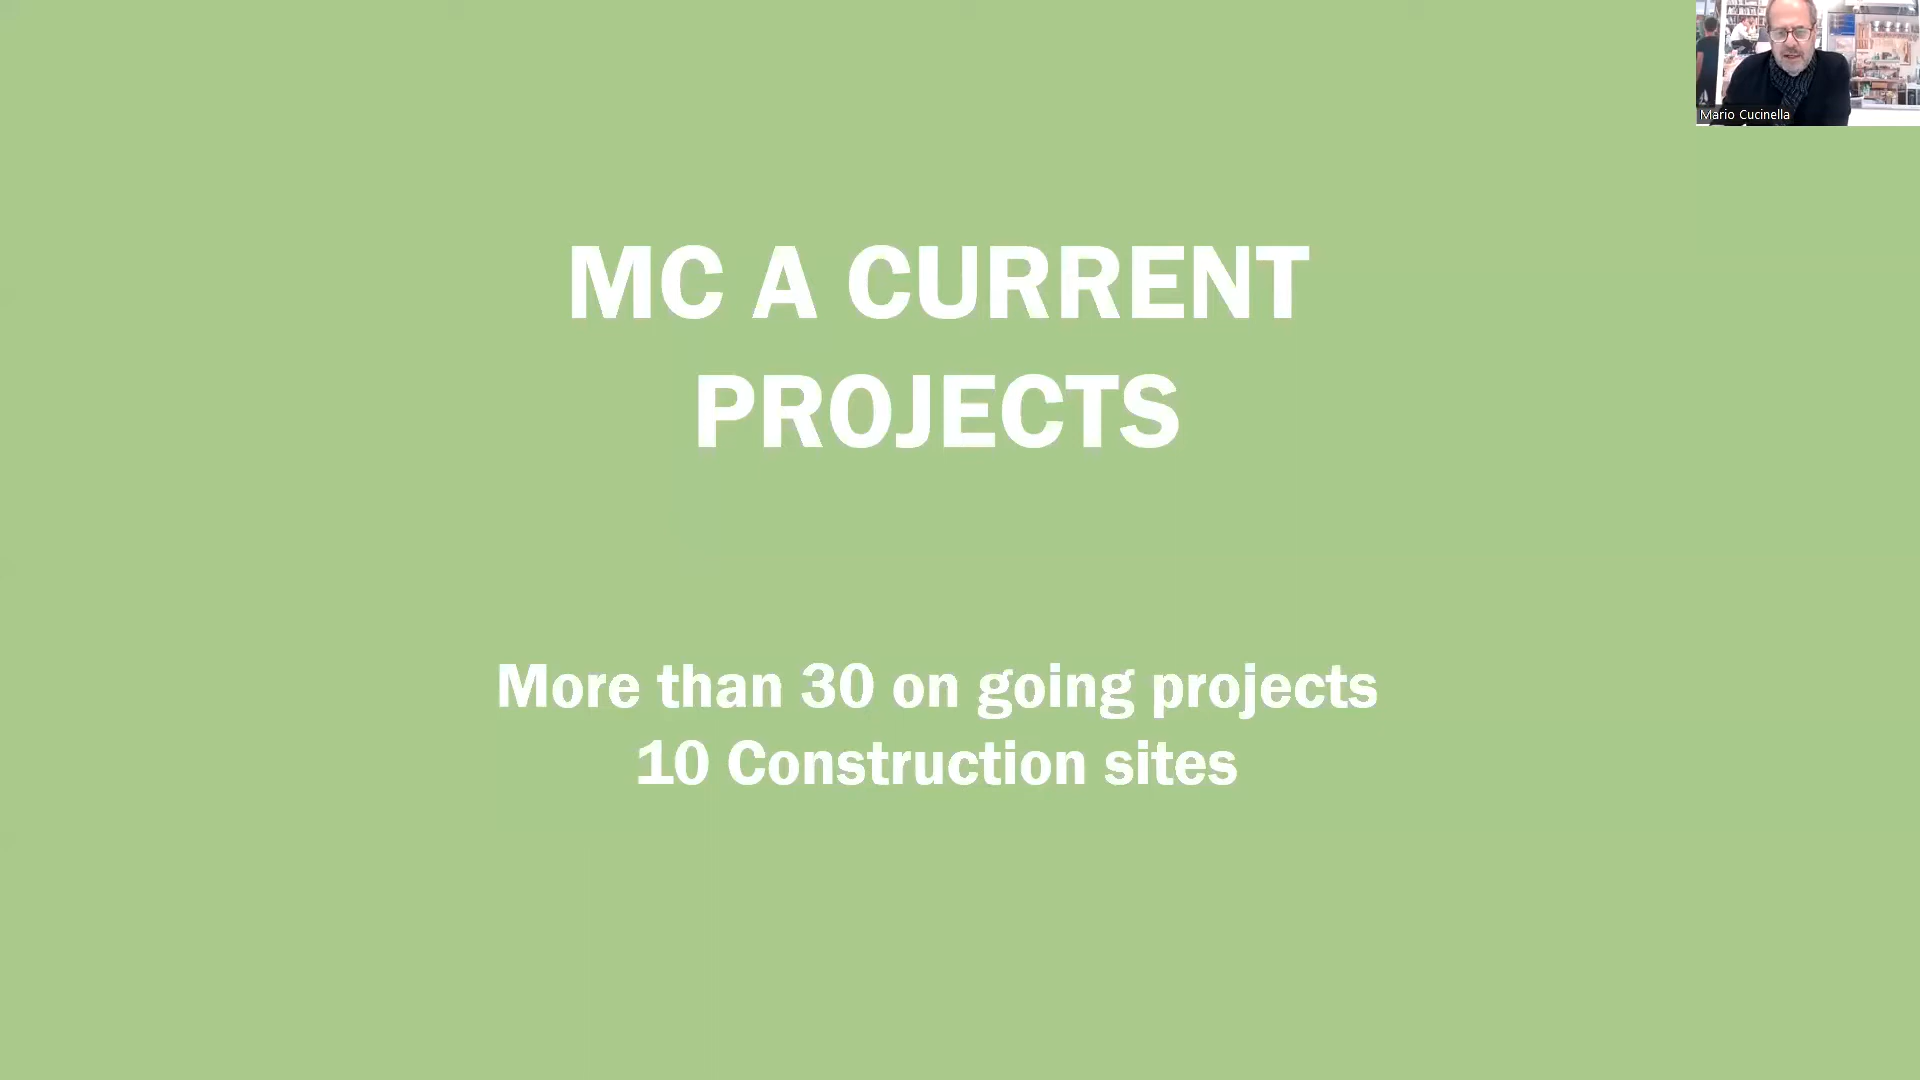 Mario Cucinella
MC A CURRENT
PROJECTS
More than 30 on going projects
10 Construction sites